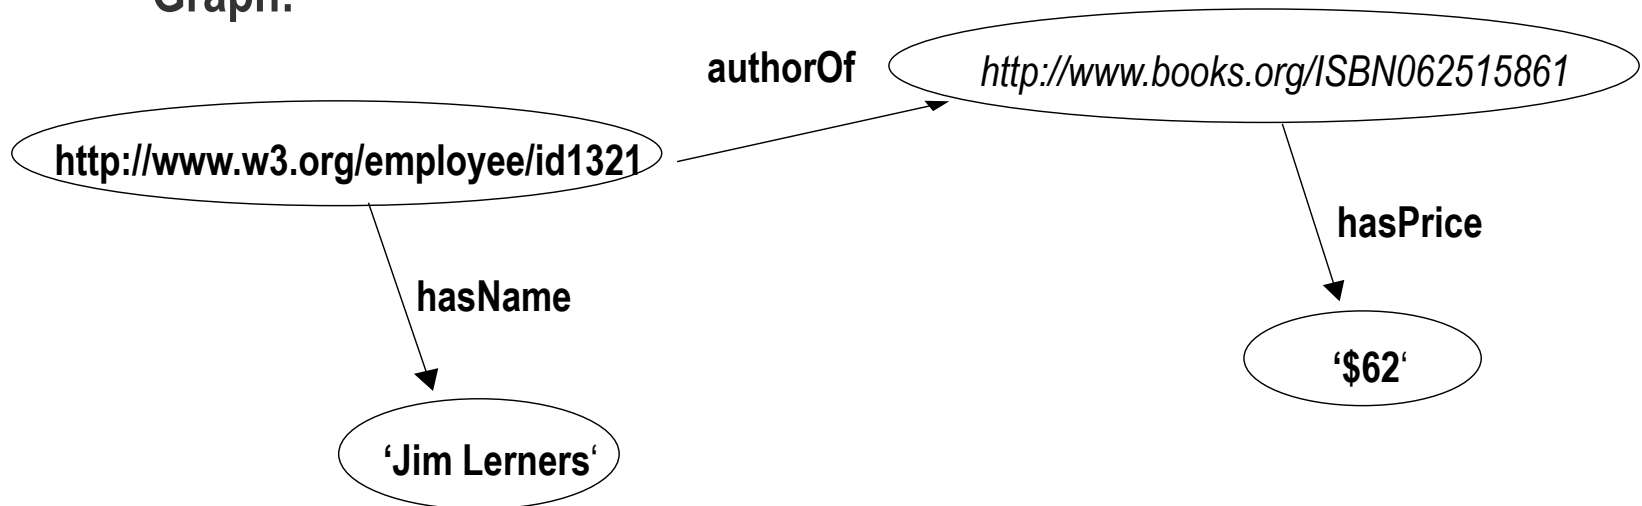 Graph:
authorOf
http://www.books.org/ISBN062515861
http://www.w3.org/employee/id1321
hasPrice
hasName
‘$62‘
‘Jim Lerners‘